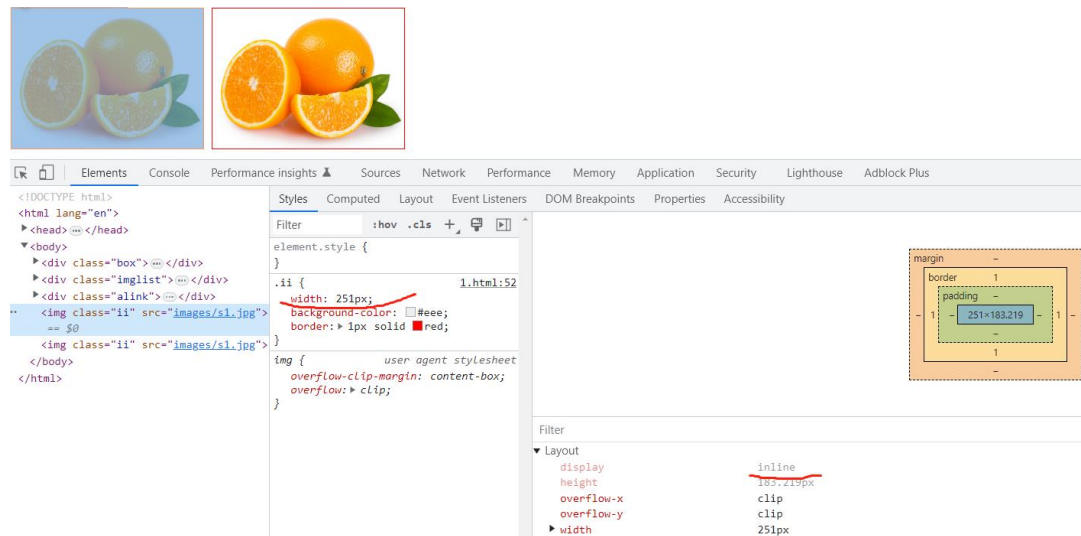 Elements Console Performance insights Sources Network Performance Memory Application Security Lighthouse Adblock Plus
<!DOCTYPE html>
<html lang="en">
<head> ⋯ </head>
<body>
<div class="box"> ⋯ </div>
<div class="imglist"> ⋯ </div>
<div class="alink"> ⋯ </div>
<img class="ii" src="images/s1.jpg">
== $0
<img class="ii" src="images/s1.jpg">
</body>
</html>
Styles Computed Layout Event Listeners DOM Breakpoints Properties Accessibility
Filter :hov .cls
element.style {
}
.ii { 1.html:52
width: 251px;
background-color: #eee;
border: 1px solid red;
}
img { user agent stylesheet
overflow-clip-margin: content-box;
overflow: clip;
}
margin –
border 1
padding –
– 1 – 251×183.219 – 1 –
–
1
–
Filter
Layout
display inline
height 183.219px
overflow-x clip
overflow-y clip
width 251px